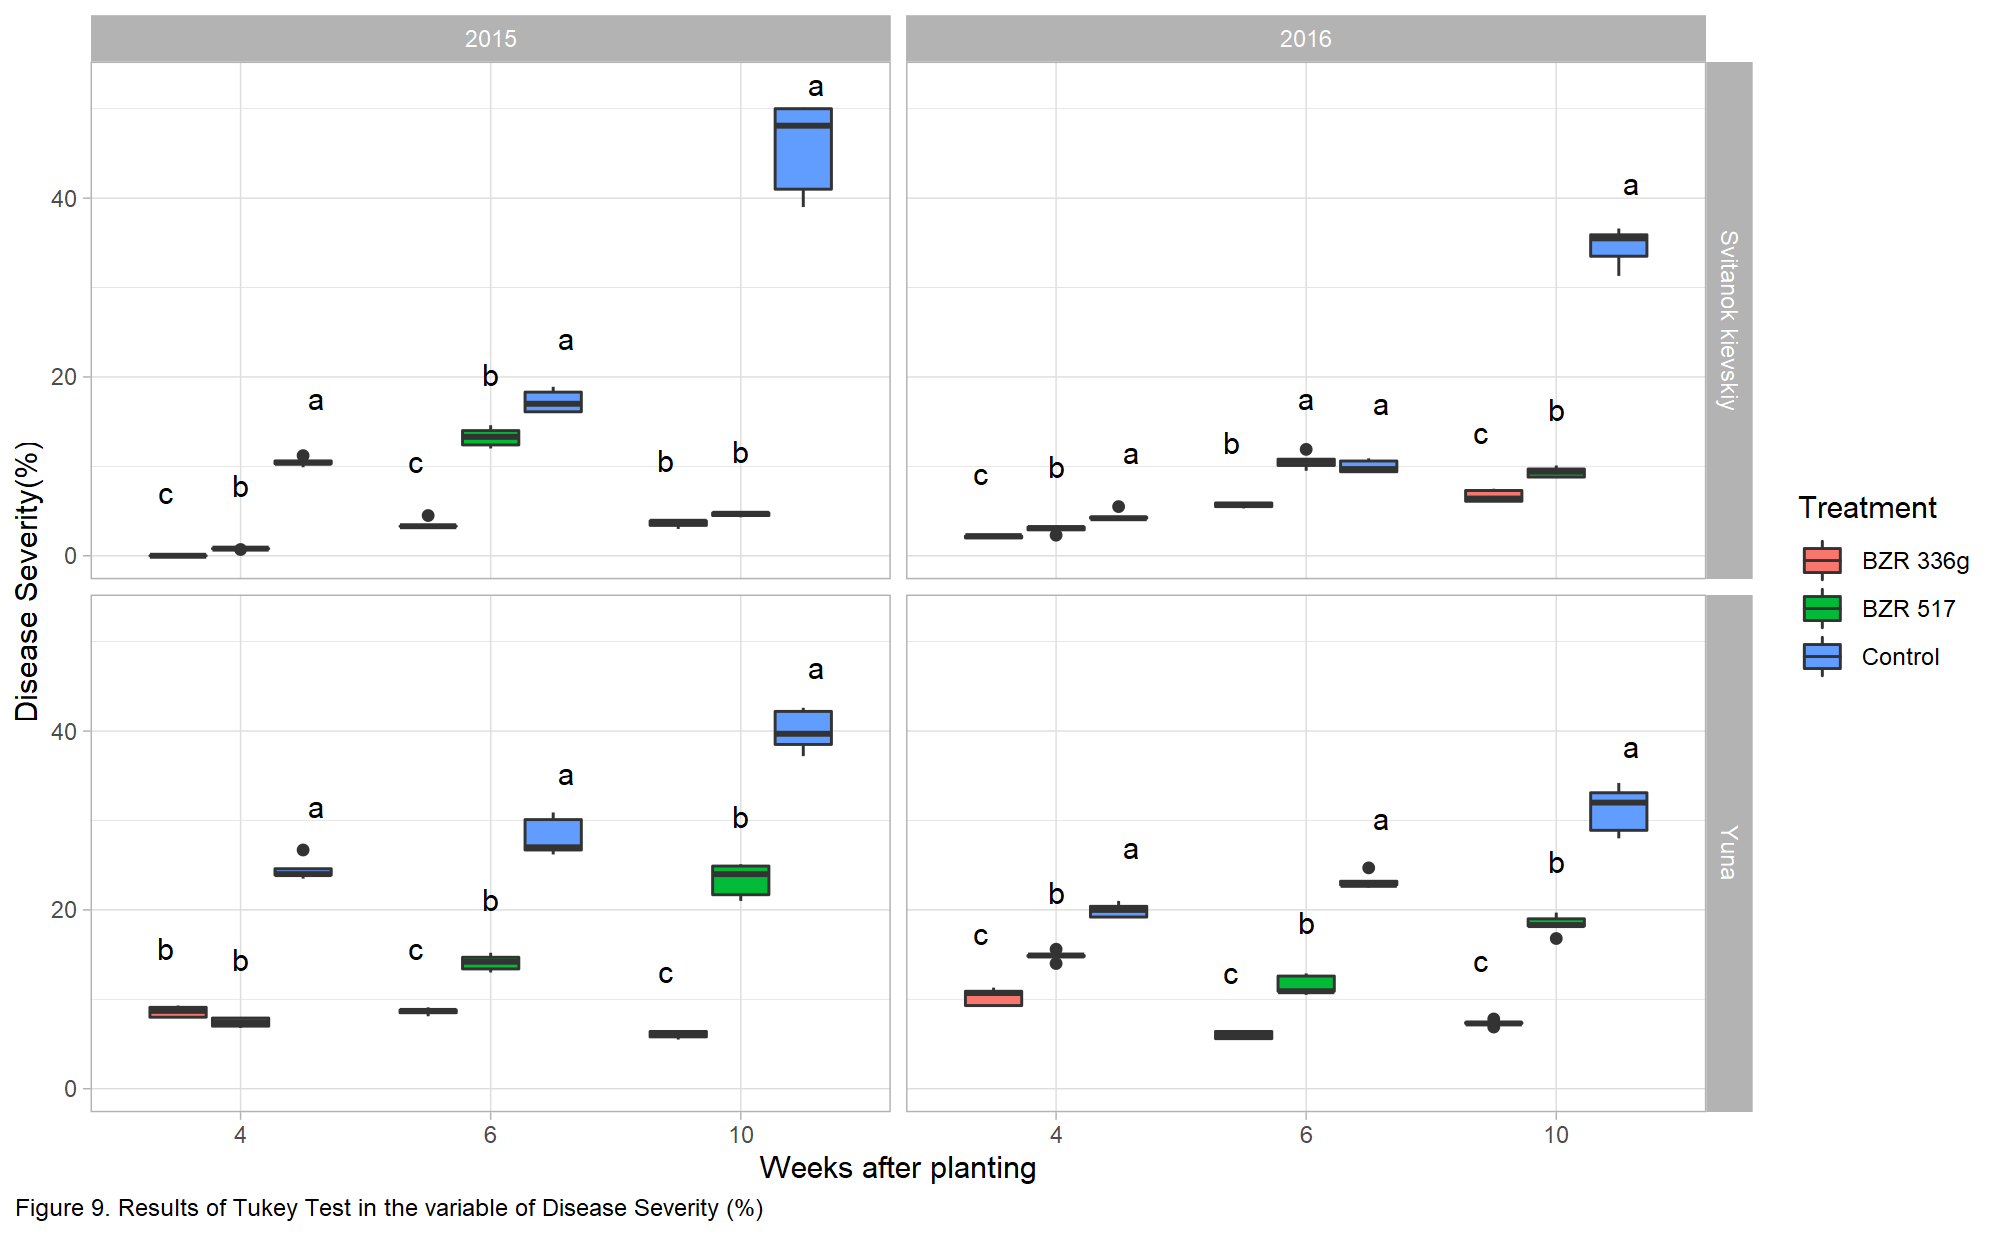 2015
2016
a
40
a
Svitanok kievskiy
a
20
b
a
a
a
b
c
b
b
b
c
a
b
c
b
c
b
c
0
Treatment
BZR 336g
BZR 517
Control
Disease Severity(%)
a
40
a
a
a
b
a
Yuna
a
b
20
b
b
b
c
b
c
b
c
c
c
0
4
6
10
4
6
10
Weeks after planting
Figure 9. Results of Tukey Test in the variable of Disease Severity (%)